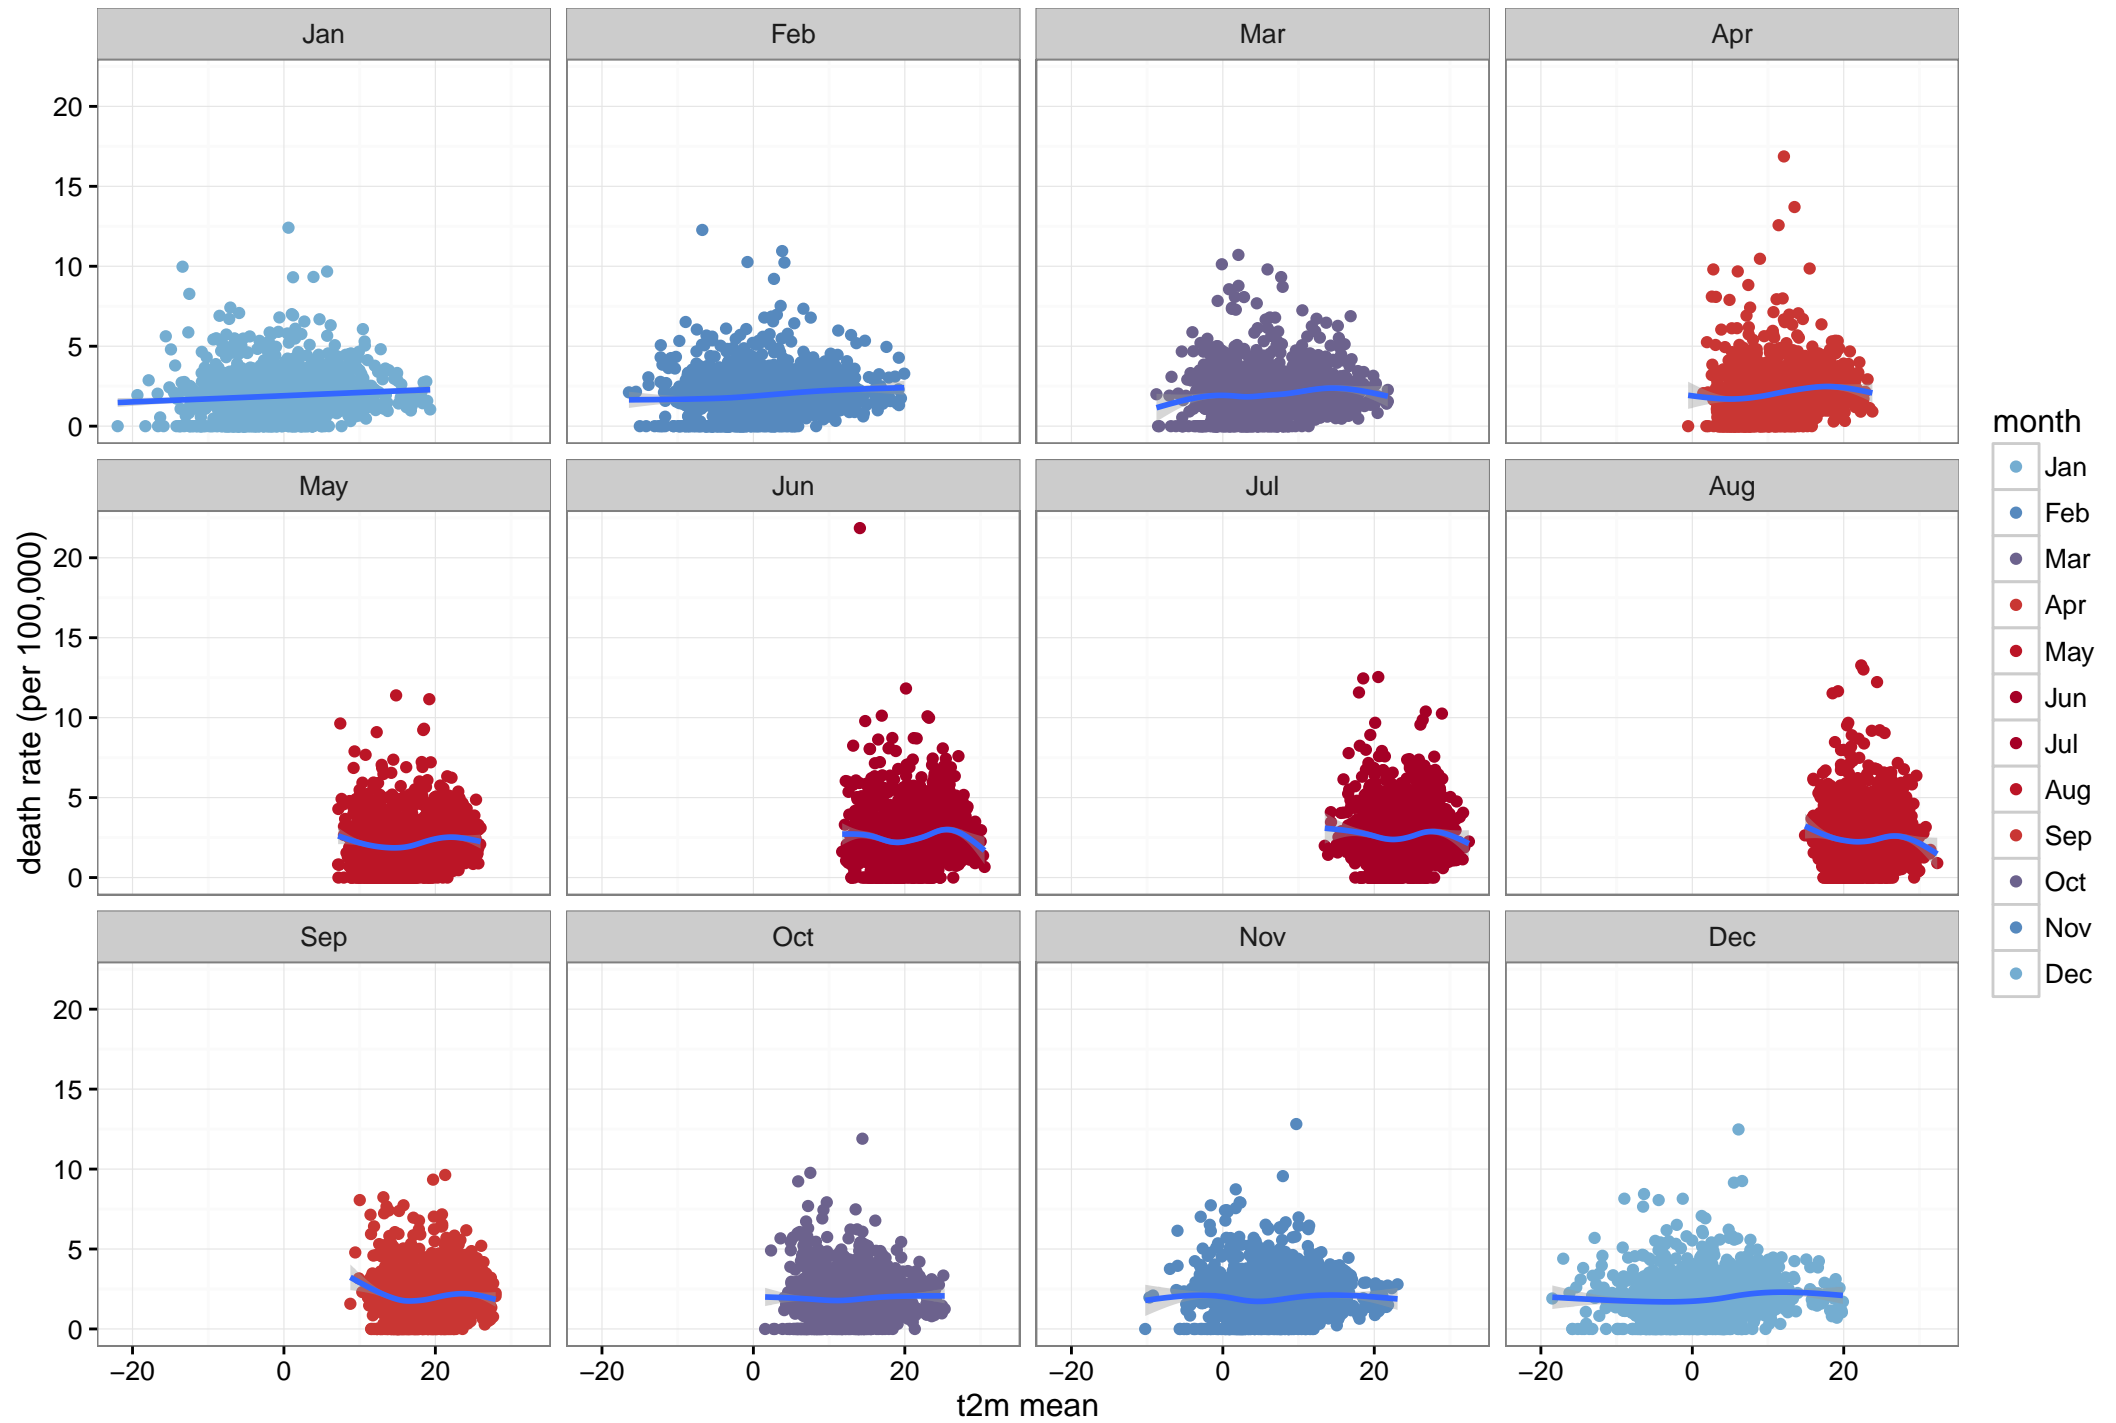 Jan Feb Mar Apr
20
15
10
5
0
May Jun Jul Aug
20
15
10
5
0
Sep Oct Nov Dec
20
15
10
5
0
−20 0 20 −20 0 20 −20 0 20 −20 0 20
t2m mean
death rate (per 100,000)
month
Jan
Feb
Mar
Apr
May
Jun
Jul
Aug
Sep
Oct
Nov
Dec